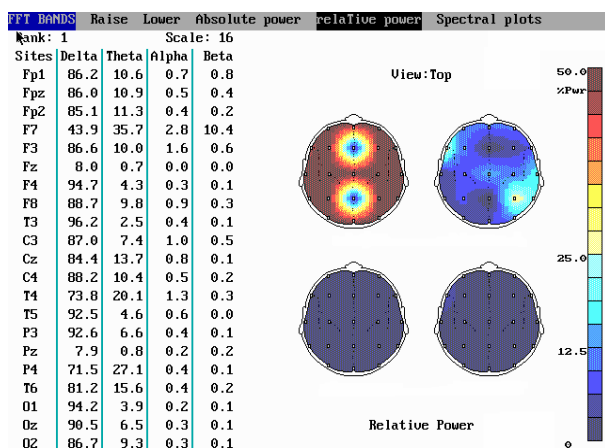 FFT BANDS Raise Lower Absolute power relaTive power Spectral plots
Rank: 1 Scale: 16
Sites Delta Theta Alpha Beta
Fp1 86.2 10.6 0.7 0.8
Fpz 86.0 10.9 0.5 0.4
Fp2 85.1 11.3 0.4 0.2
F7 43.9 35.7 2.8 10.4
F3 86.6 10.0 1.6 0.6
Fz 8.0 0.7 0.0 0.0
F4 94.7 4.3 0.3 0.1
F8 88.7 9.8 0.9 0.3
T3 96.2 2.5 0.4 0.1
C3 87.0 7.4 1.0 0.5
Cz 84.4 13.7 0.8 0.1
C4 88.2 10.4 0.5 0.2
T4 73.8 20.1 1.3 0.3
T5 92.5 4.6 0.6 0.0
P3 92.6 6.6 0.4 0.1
Pz 7.9 0.8 0.2 0.2
P4 71.5 27.1 0.4 0.1
T6 81.2 15.6 0.4 0.2
O1 94.2 3.9 0.2 0.1
Oz 90.5 6.5 0.3 0.1
O2 86.7 9.3 0.3 0.1
View:Top
50.0
%Pwr
25.0
12.5
0
Relative Power